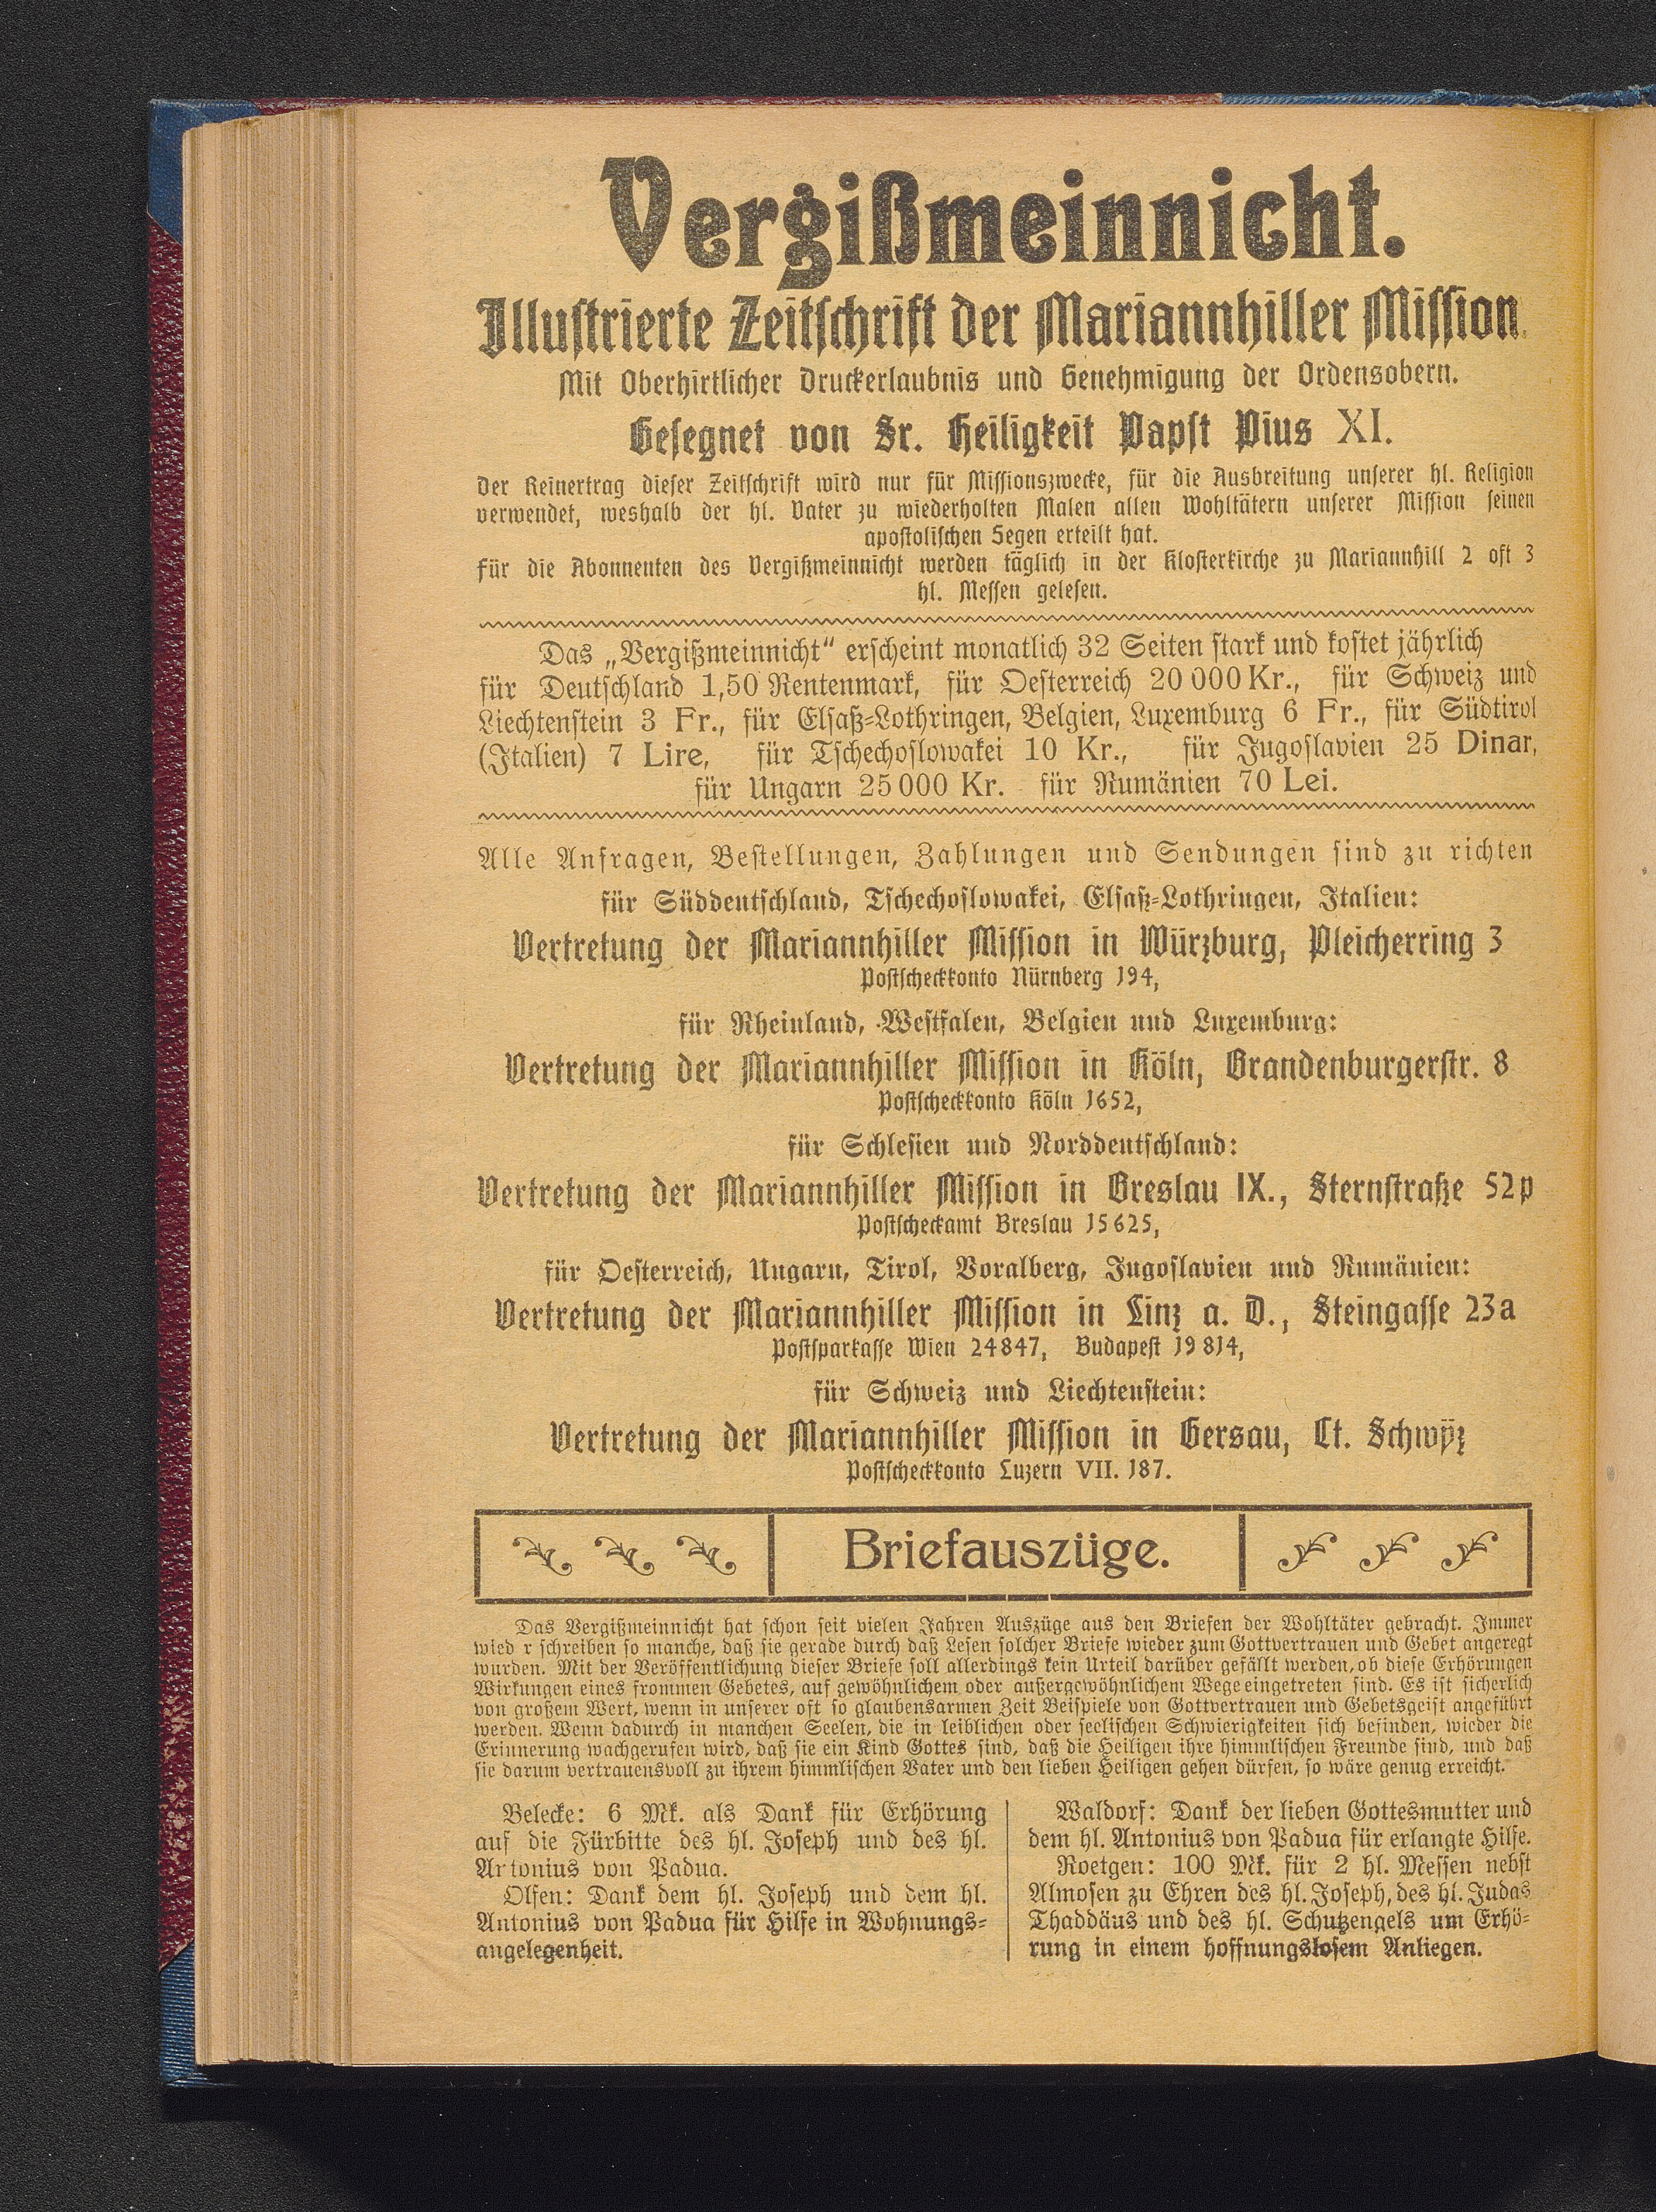 Vergißmeinnicht.
Illustrierte Zeitschrift der Mariannhiller Mission.
Mit Oberhirtlicher Druckerlaubnis und Genehmigung der Ordensobern.
Gesegnet von Sr. Heiligkeit Papst Pius XI.
Der Reinertrag dieser Zeitschrift wird nur für Missionszwecke, für die Ausbreitung unserer hl. Religion
verwendet, weshalb der hl. Vater zu wiederholten Malen allen Wohltätern unserer Mission seinen
apostolischen Segen erteilt hat.
Für die Abonnenten des Vergißmeinnicht werden täglich in der Klosterkirche zu Mariannhill 2 oft 3
hl. Messen gelesen.
Das „Vergißmeinnicht“ erscheint monatlich 32 Seiten stark und kostet jährlich
für Deutschland 1,50 Rentenmark, für Oesterreich 20 000 Kr., für Schweiz und
Liechtenstein 3 Fr., für Elsaß-Lothringen, Belgien, Luxemburg 6 Fr., für Südtirol
(Italien) 7 Lire, für Tschechoslowakei 10 Kr., für Jugoslavien 25 Dinar,
für Ungarn 25 000 Kr. für Rumänien 70 Lei.
Alle Anfragen, Bestellungen, Zahlungen und Sendungen sind zu richten
für Süddeutschland, Tschechoslowakei, Elsaß-Lothringen, Italien:
Vertretung der Mariannhiller Mission in Würzburg, Pleicherring 3
Postscheckkonto Nürnberg 194,
für Rheinland, Westfalen, Belgien und Luxemburg:
Vertretung der Mariannhiller Mission in Köln, Brandenburgerstr. 8
Postscheckkonto Köln 1652,
für Schlesien und Norddeutschland:
Vertretung der Mariannhiller Mission in Breslau IX., Sternstraße 52p
Postscheckamt Breslau 15625,
für Oesterreich, Ungarn, Tirol, Voralberg, Jugoslavien und Rumänien:
Vertretung der Mariannhiller Mission in Linz a. D., Steingasse 23a
Postsparkasse Wien 24847, Budapest 19814,
für Schweiz und Liechtenstein:
Vertretung der Mariannhiller Mission in Gersau, Ct. Schwÿz
Postscheckkonto Luzern VII. 187.
Briefauszüge.
Das Vergißmeinnicht hat schon seit vielen Jahren Auszüge aus den Briefen der Wohltäter gebracht. Immer
wied r schreiben so manche, daß sie gerade durch daß Lesen solcher Briefe wieder zum Gottvertrauen und Gebet angeregt
wurden. Mit der Veröffentlichung dieser Briefe soll allerdings kein Urteil darüber gefällt werden, ob diese Erhörungen
Wirkungen eines frommen Gebetes, auf gewöhnlichem oder außergewöhnlichem Wege eingetreten sind. Es ist sicherlich
von großem Wert, wenn in unserer oft so glaubensarmen Zeit Beispiele von Gottvertrauen und Gebetsgeist angeführt
werden. Wenn dadurch in manchen Seelen, die in leiblichen oder seelischen Schwierigkeiten sich befinden, wieder die
Erinnerung wachgerufen wird, daß sie ein Kind Gottes sind, daß die Heiligen ihre himmlischen Freunde sind, und daß
sie darum vertrauensvoll zu ihrem himmlischen Vater und den lieben Heiligen gehen dürfen, so wäre genug erreicht.
Belecke: 6 Mk. als Dank für Erhörung
auf die Fürbitte des hl. Joseph und des hl.
Artonius von Padua.
Olfen: Dank dem hl. Joseph und dem hl.
Antonius von Padua für Hilfe in Wohnungs-
angelegenheit.
Waldorf: Dank der lieben Gottesmutter und
dem hl. Antonius von Padua für erlangte Hilfe.
Roetgen: 100 Mk. für 2 hl. Messen nebst
Almosen zu Ehren des hl. Joseph, des hl. Judas
Thaddäus und des hl. Schutzengels um Erhö-
rung in einem hoffnungslosem Anliegen.